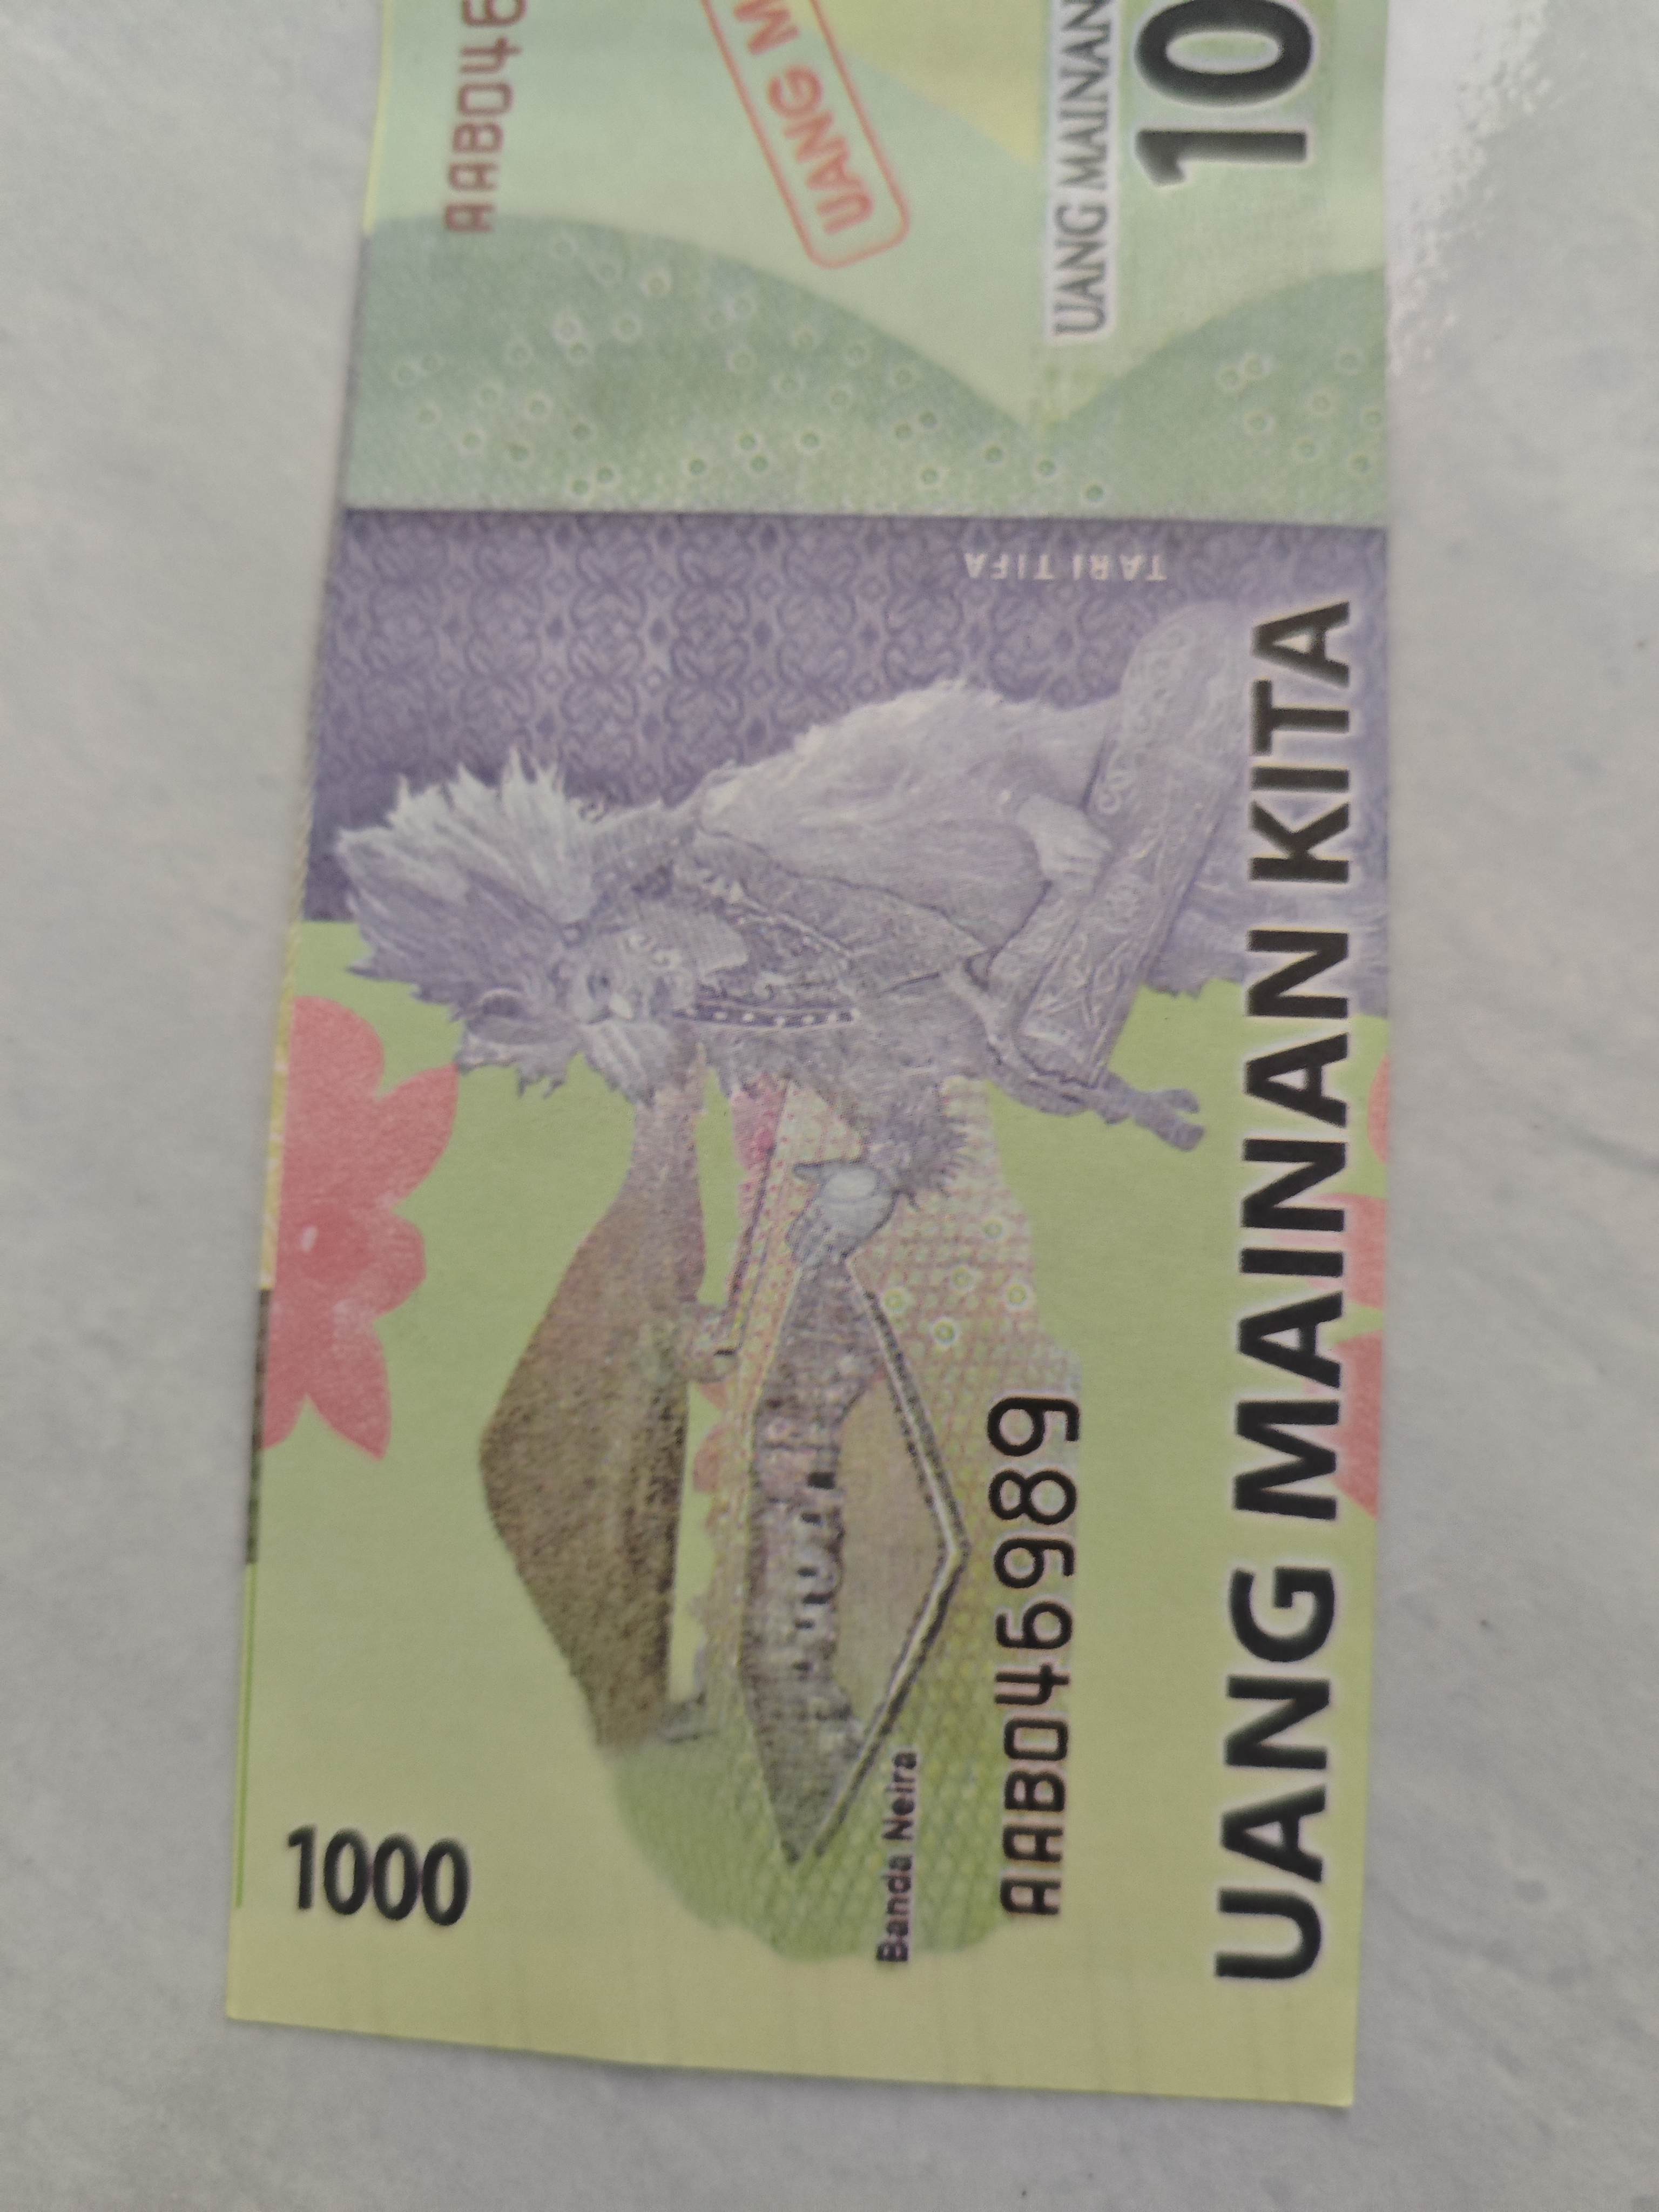 1000
Banda Neira
AAB046989
UANG MAINAN KITA
TARI TIFA
AAB046
UANG M
UANG MAINAN
10